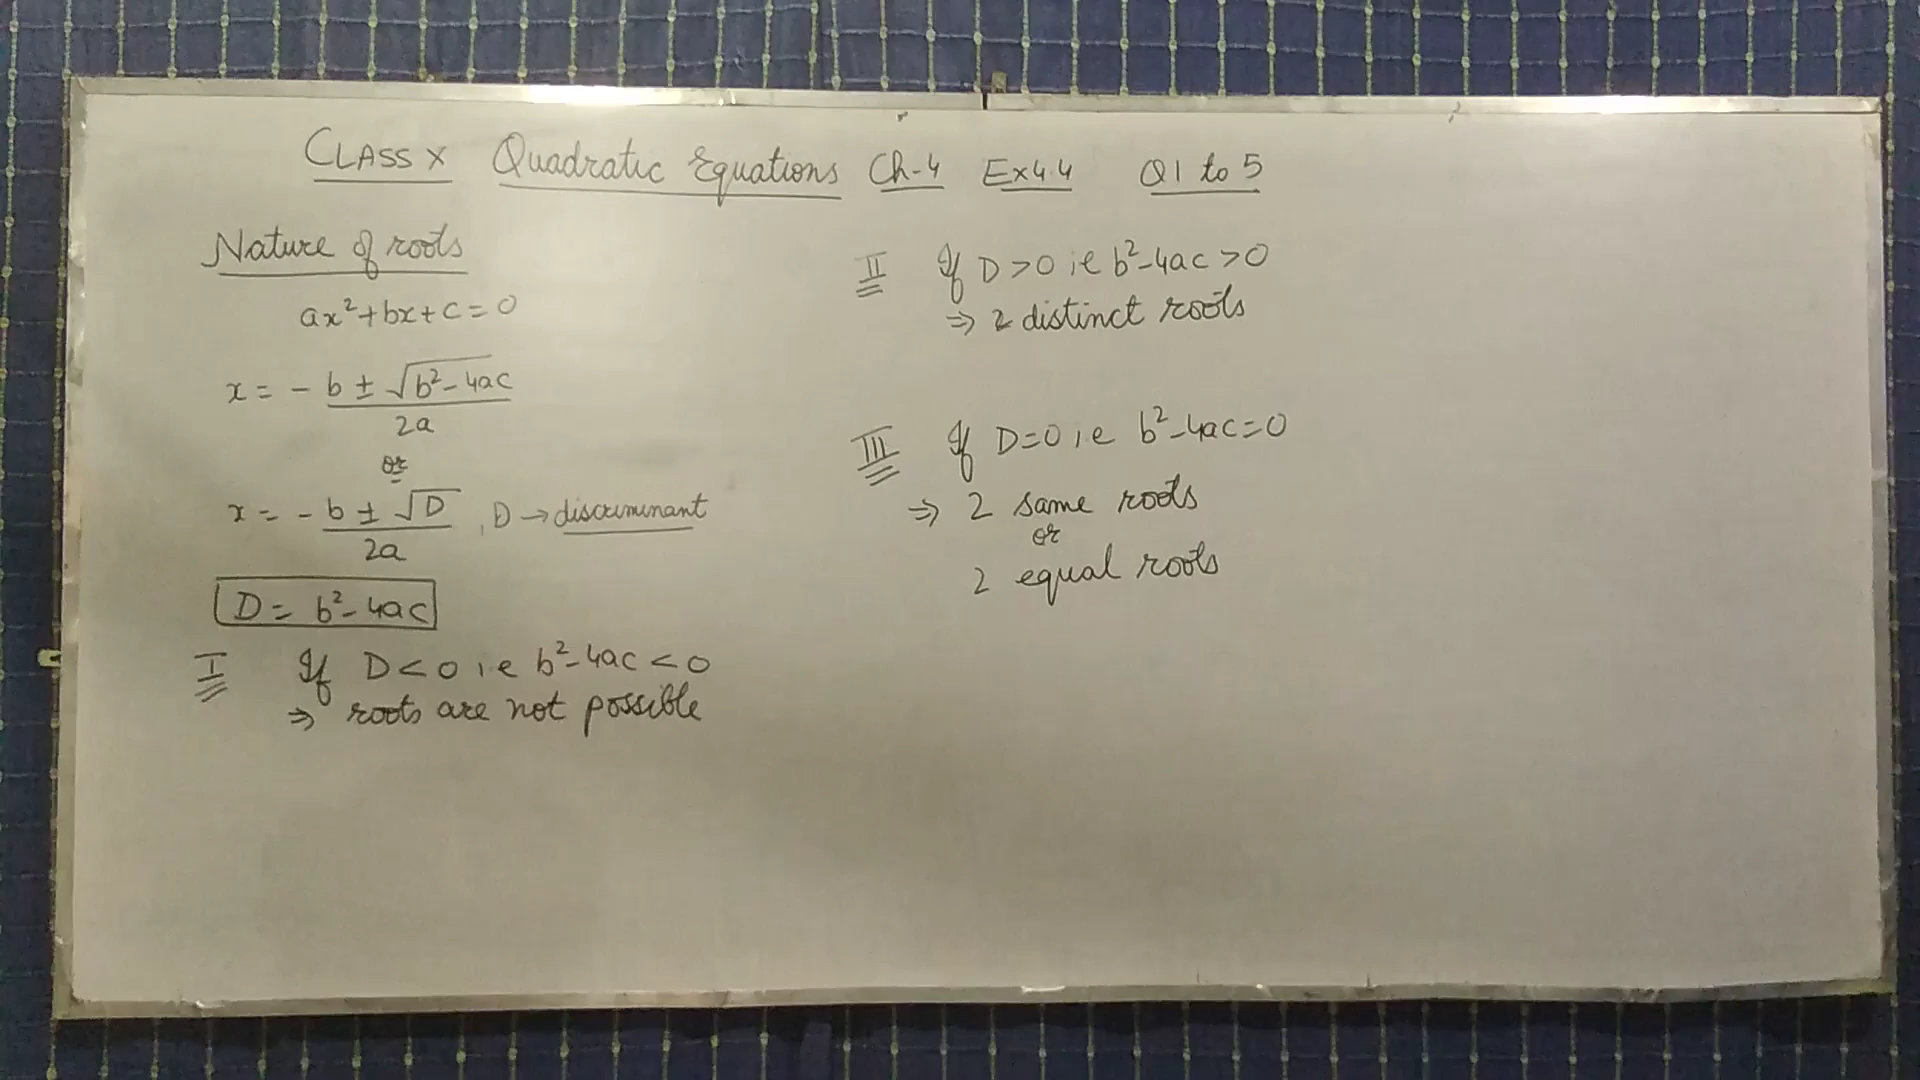 CLASS X Quadratic Equations Ch-4 Ex 4.4 Q1 to 5
Nature of roots
ax²+bx+c=0
x = -b ± √b²-4ac
2a
or
x = -b ± √D , D → discriminant
2a
D = b²-4ac
I If D<0 i.e b²-4ac<0
⇒ roots are not possible
II If D>0 i.e b²-4ac>0
⇒ 2 distinct roots
III If D=0 i.e b²-4ac=0
⇒ 2 same roots
or
2 equal roots